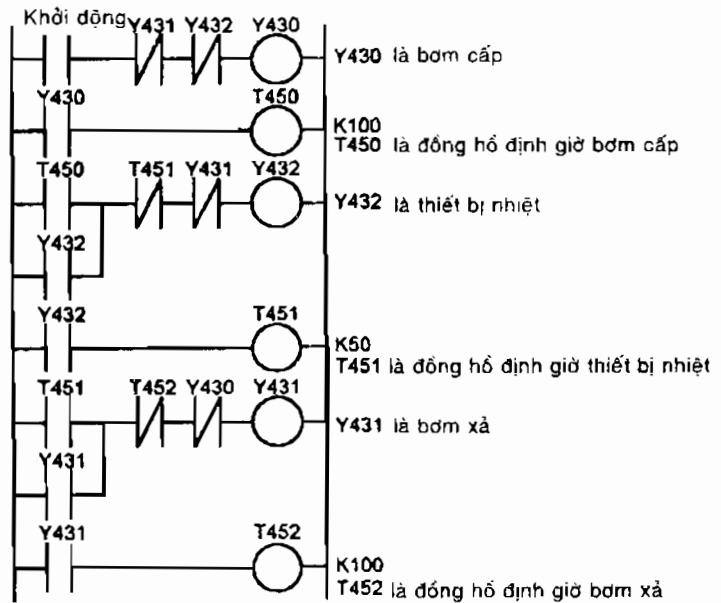 Khởi động Y431 Y432 Y430
Y430 là bơm cấp
Y430 T450
K100
T450 là đồng hồ định giờ bơm cấp
T450 T451 Y431 Y432
Y432 là thiết bị nhiệt
Y432
Y432 T451
K50
T451 là đồng hồ định giờ thiết bị nhiệt
T451 T452 Y430 Y431
Y431 là bơm xả
Y431
Y431 T452
K100
T452 là đồng hồ định giờ bơm xả